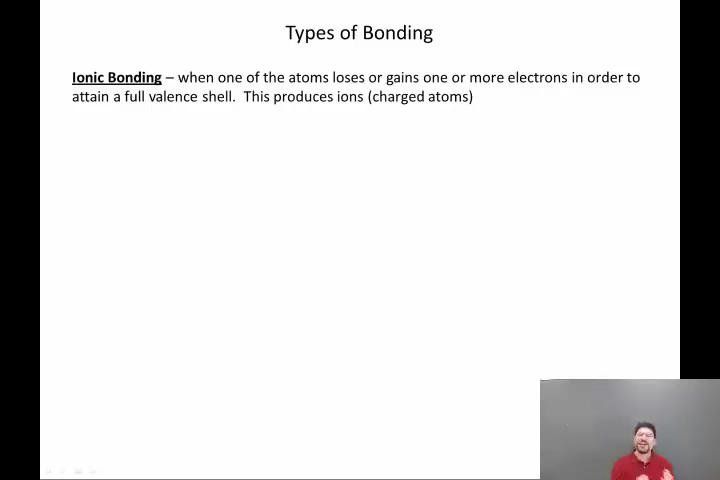 Types of Bonding
Ionic Bonding – when one of the atoms loses or gains one or more electrons in order to
attain a full valence shell.  This produces ions (charged atoms)